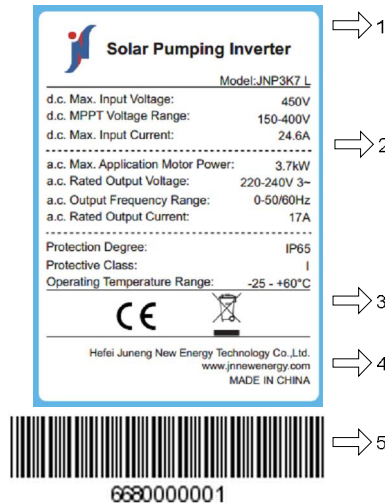 Solar Pumping Inverter
1
Model:JNP3K7 L
d.c. Max. Input Voltage: 450V
d.c. MPPT Voltage Range: 150-400V
d.c. Max. Input Current: 24.6A
2
a.c. Max. Application Motor Power: 3.7kW
a.c. Rated Output Voltage: 220-240V 3~
a.c. Output Frequency Range: 0-50/60Hz
a.c. Rated Output Current: 17A
Protection Degree: IP65
Protective Class: I
Operating Temperature Range: -25 - +60°C
3
CE
Hefei Juneng New Energy Technology Co.,Ltd.
4
www.jnnewenergy.com
MADE IN CHINA
5
6680000001